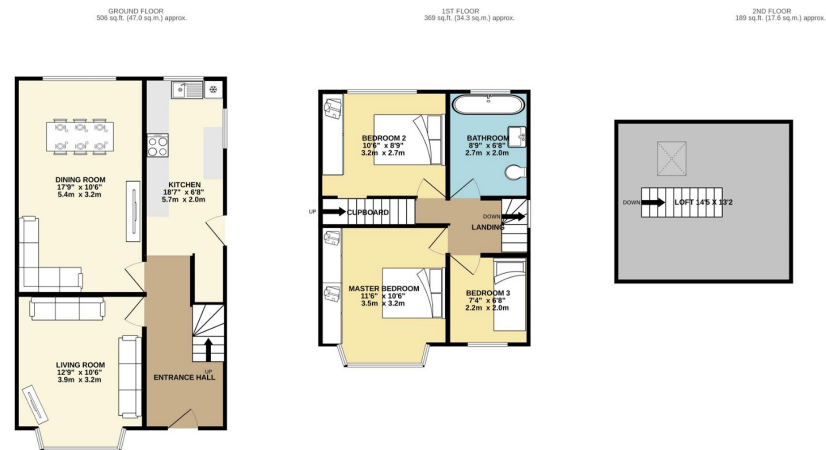 GROUND FLOOR
506 sq.ft. (47.0 sq.m.) approx.
DINING ROOM
17'9" x 10'6"
5.4m x 3.2m
KITCHEN
18'7" x 6'8"
5.7m x 2.0m
LIVING ROOM
12'9" x 10'6"
3.9m x 3.2m
ENTRANCE HALL
UP
1ST FLOOR
369 sq.ft. (34.3 sq.m.) approx.
BEDROOM 2
10'6" x 8'9"
3.2m x 2.7m
BATHROOM
8'9" x 6'8"
2.7m x 2.0m
UP
CUPBOARD
DOWN
LANDING
MASTER BEDROOM
11'6" x 10'6"
3.5m x 3.2m
BEDROOM 3
7'4" x 6'8"
2.2m x 2.0m
2ND FLOOR
189 sq.ft. (17.6 sq.m.) approx.
DOWN
LOFT 14'5 X 13'2